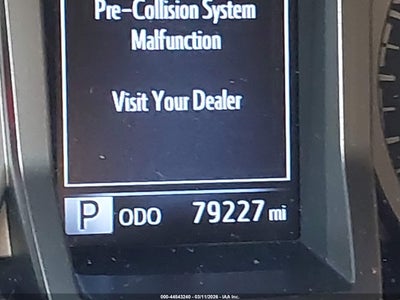 Pre-Collision System
Malfunction
Visit Your Dealer
P ODO 79227 mi
000-44643240 - 03/11/2026 - IAA Inc.